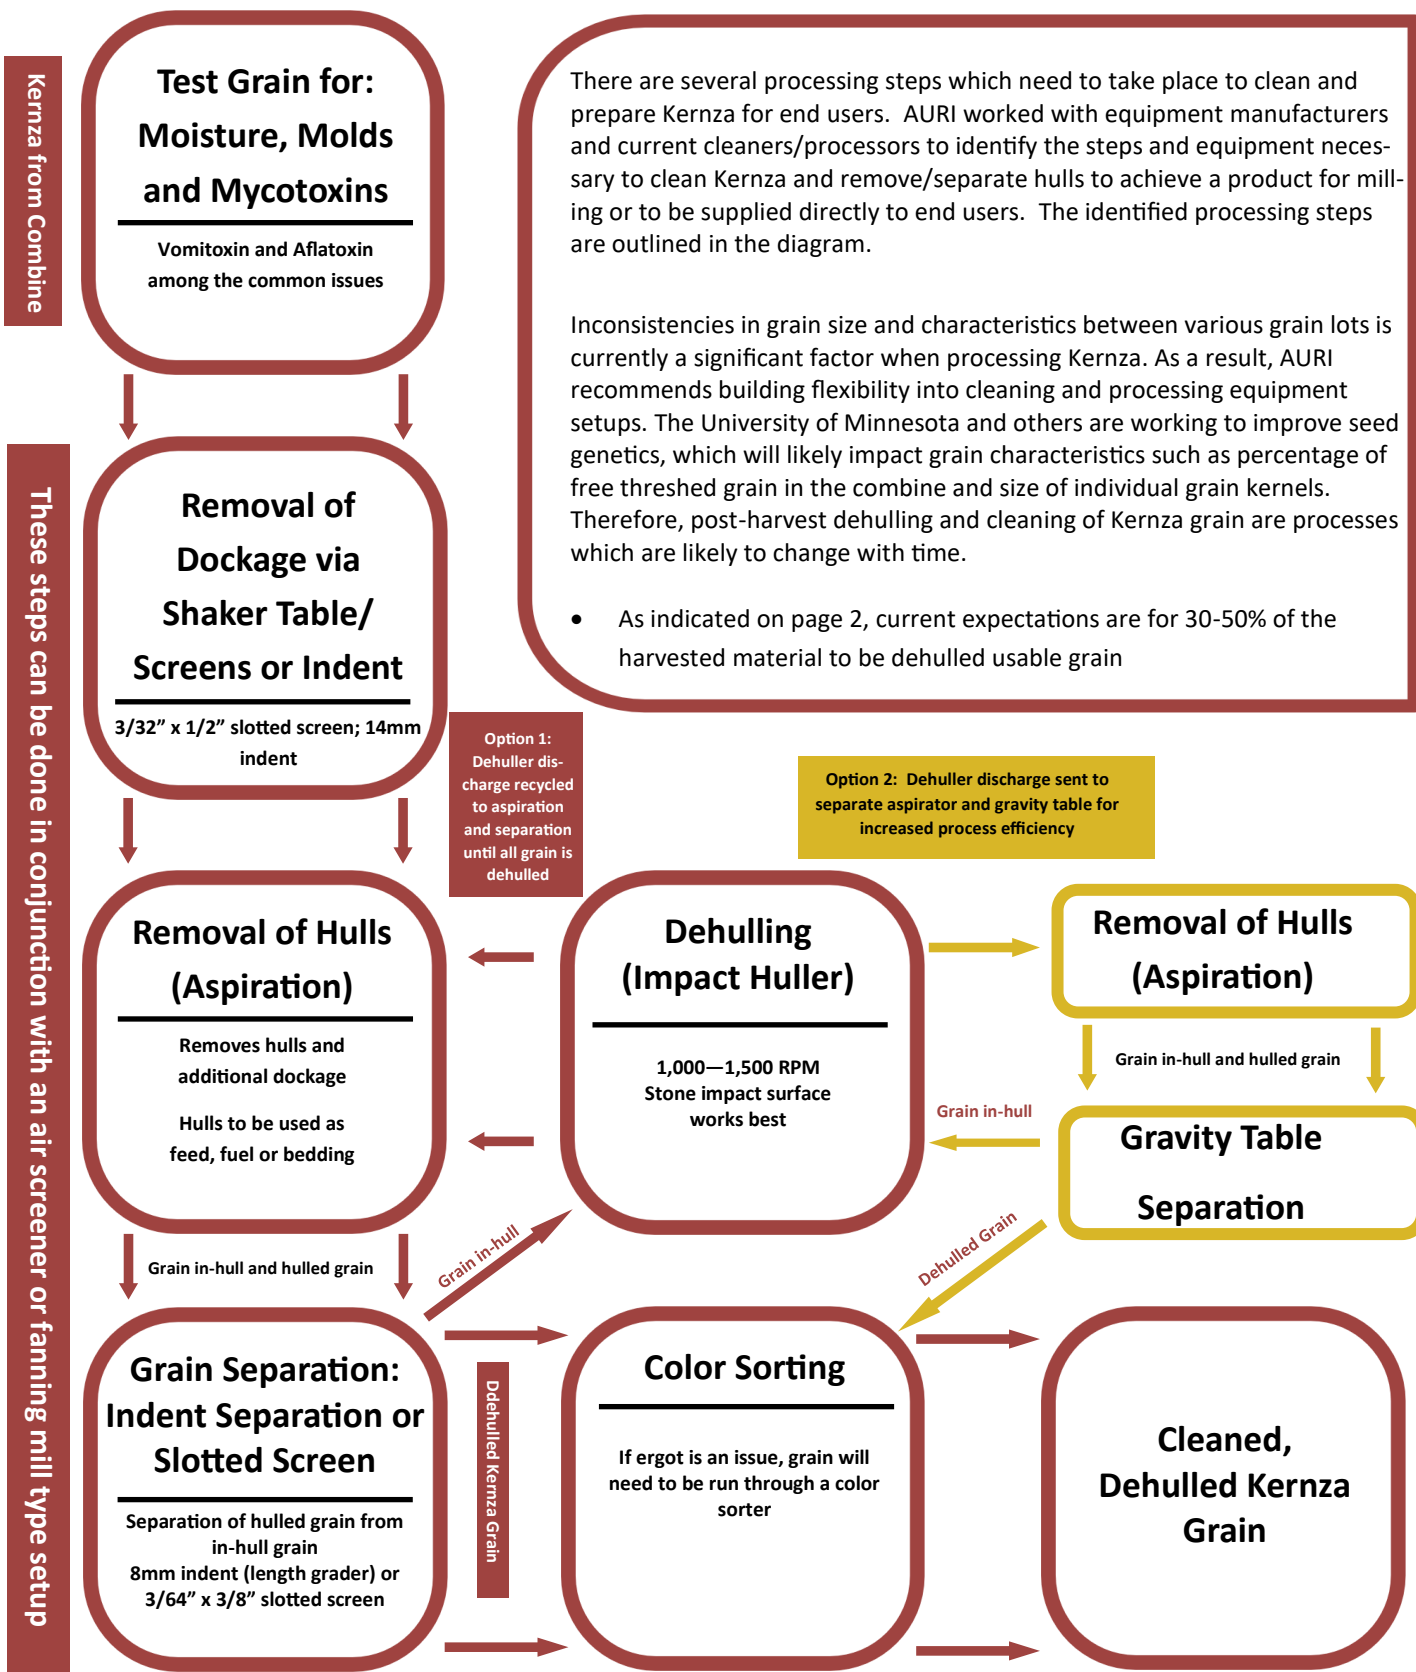 Kernza from Combine
Test Grain for:
Moisture, Molds
and Mycotoxins
Vomitoxin and Aflatoxin
among the common issues
There are several processing steps which need to take place to clean and
prepare Kernza for end users.  AURI worked with equipment manufacturers
and current cleaners/processors to identify the steps and equipment neces-
sary to clean Kernza and remove/separate hulls to achieve a product for mill-
ing or to be supplied directly to end users.  The identified processing steps
are outlined in the diagram.
Inconsistencies in grain size and characteristics between various grain lots is
currently a significant factor when processing Kernza. As a result, AURI
recommends building flexibility into cleaning and processing equipment
setups. The University of Minnesota and others are working to improve seed
genetics, which will likely impact grain characteristics such as percentage of
free threshed grain in the combine and size of individual grain kernels.
Therefore, post-harvest dehulling and cleaning of Kernza grain are processes
which are likely to change with time.
• As indicated on page 2, current expectations are for 30-50% of the
harvested material to be dehulled usable grain
These steps can be done in conjunction with an air screener or fanning mill type setup
Removal of
Dockage via
Shaker Table/
Screens or Indent
3/32” x 1/2” slotted screen; 14mm
indent
Option 1:
Dehuller dis-
charge recycled
to aspiration
and separation
until all grain is
dehulled
Option 2:  Dehuller discharge sent to
separate aspirator and gravity table for
increased process efficiency
Removal of Hulls
(Aspiration)
Removes hulls and
additional dockage
Hulls to be used as
feed, fuel or bedding
Dehulling
(Impact Huller)
1,000—1,500 RPM
Stone impact surface
works best
Removal of Hulls
(Aspiration)
Grain in-hull and hulled grain
Grain in-hull
Gravity Table
Separation
Dehulled Grain
Grain in-hull and hulled grain
Grain in-hull
Grain Separation:
Indent Separation or
Slotted Screen
Separation of hulled grain from
in-hull grain
8mm indent (length grader) or
3/64” x 3/8” slotted screen
Ddehulled Kernza Grain
Color Sorting
If ergot is an issue, grain will
need to be run through a color
sorter
Cleaned,
Dehulled Kernza
Grain